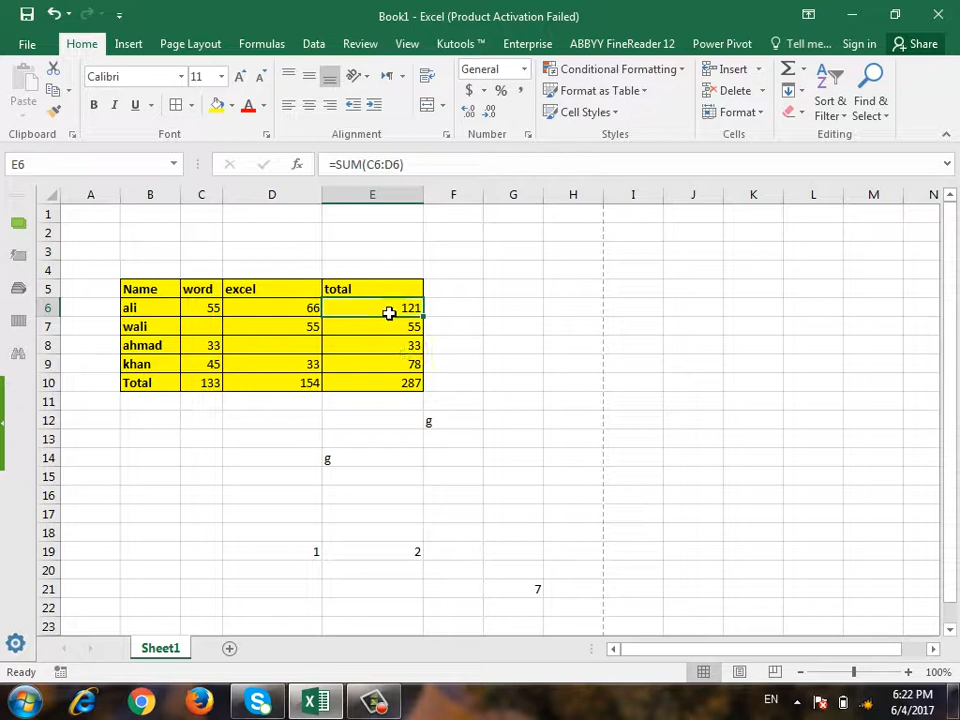 Book1 - Excel (Product Activation Failed)
File Home Insert Page Layout Formulas Data Review View Kutools ™ Enterprise ABBYY FineReader 12 Power Pivot Tell me... Sign in Share
Paste
Calibri 11 A A
B I U A
General
$ % ,
Conditional Formatting
Format as Table
Cell Styles
Insert
Delete
Format
Sort & Filter
Find & Select
Clipboard Font Alignment Number Styles Cells Editing
E6 fx =SUM(C6:D6)
A B C D E F G H I J K L M N
1
2
3
4
5 Name word excel total
6 ali 55 66 121
7 wali 55 55
8 ahmad 33 33
9 khan 45 33 78
10 Total 133 154 287
11
12 g
13
14 g
15
16
17
18
19 1 2
20
21 7
22
23
Sheet1
Ready 100%
EN 6:22 PM
6/4/2017